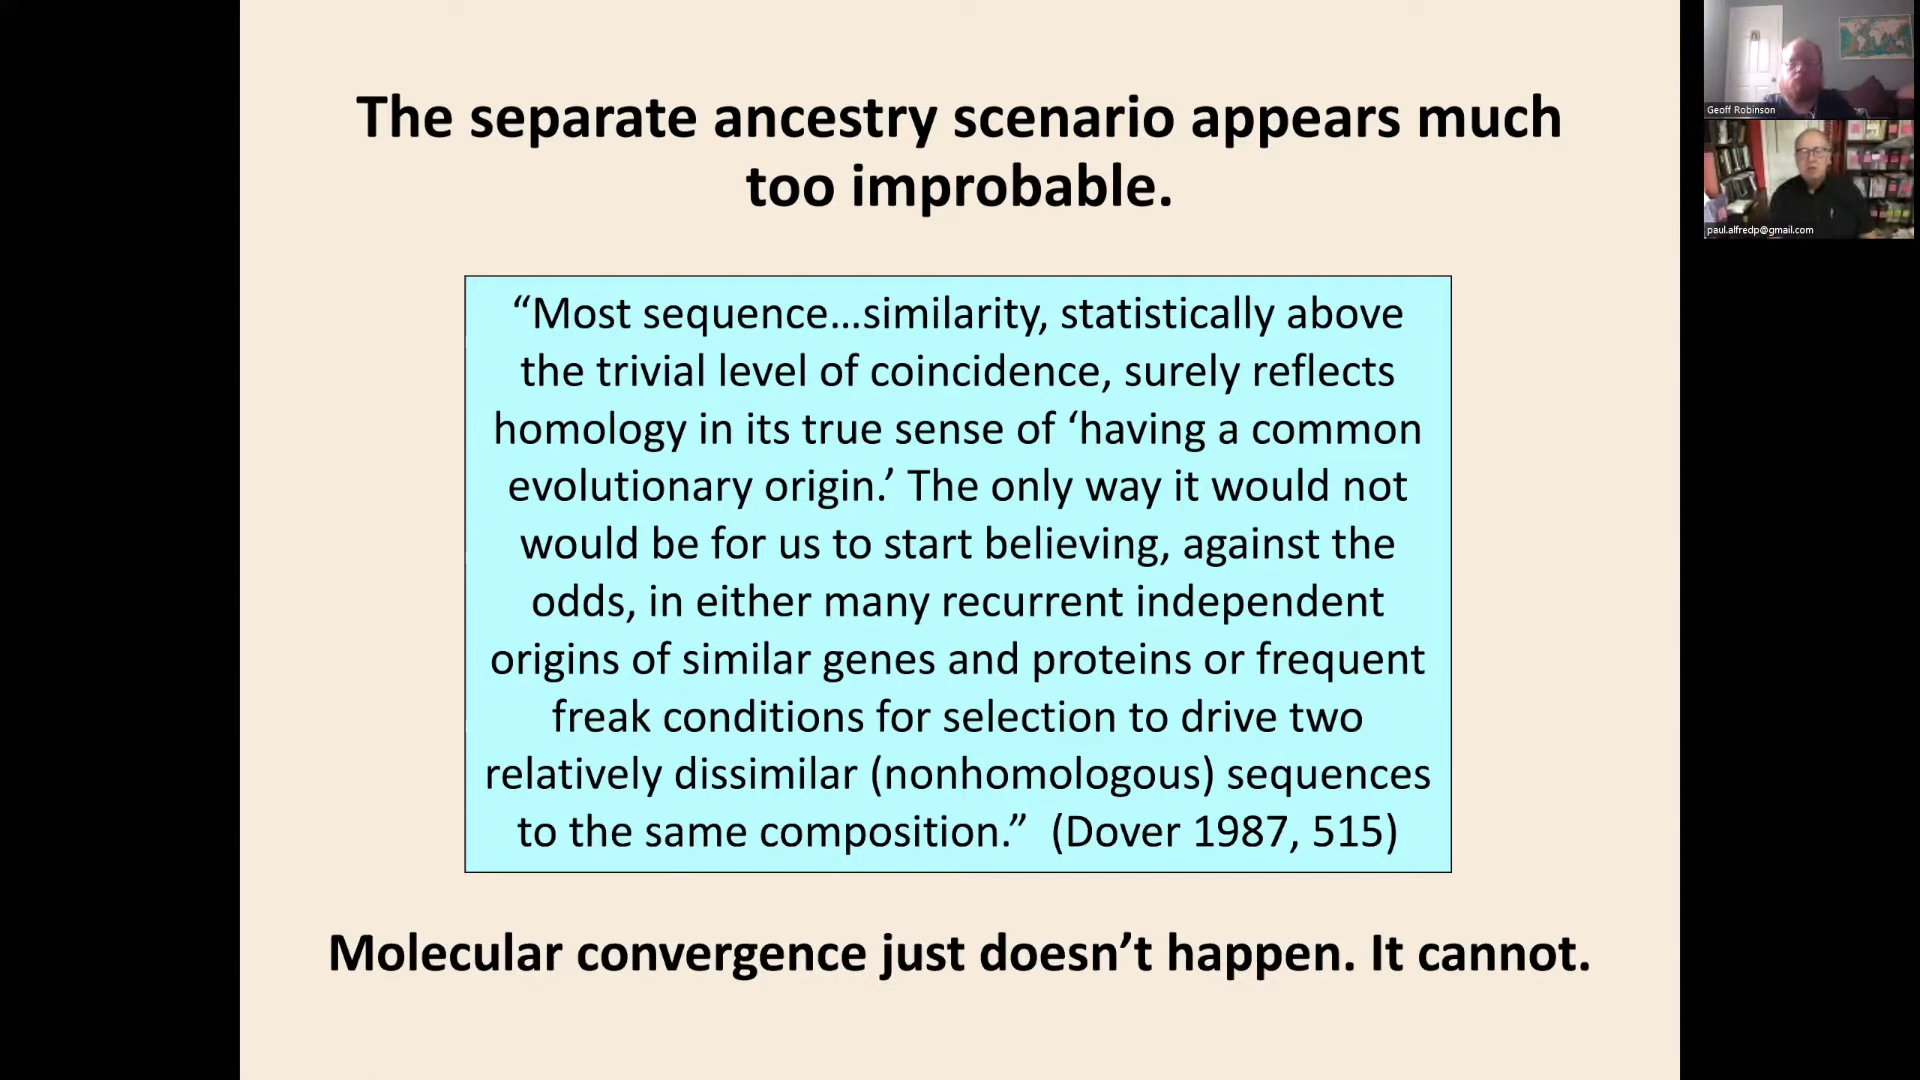 The separate ancestry scenario appears much
too improbable.
“Most sequence…similarity, statistically above
the trivial level of coincidence, surely reflects
homology in its true sense of ‘having a common
evolutionary origin.’ The only way it would not
would be for us to start believing, against the
odds, in either many recurrent independent
origins of similar genes and proteins or frequent
freak conditions for selection to drive two
relatively dissimilar (nonhomologous) sequences
to the same composition.” (Dover 1987, 515)
Molecular convergence just doesn’t happen. It cannot.
Geoff Robinson
paul.alfredp@gmail.com